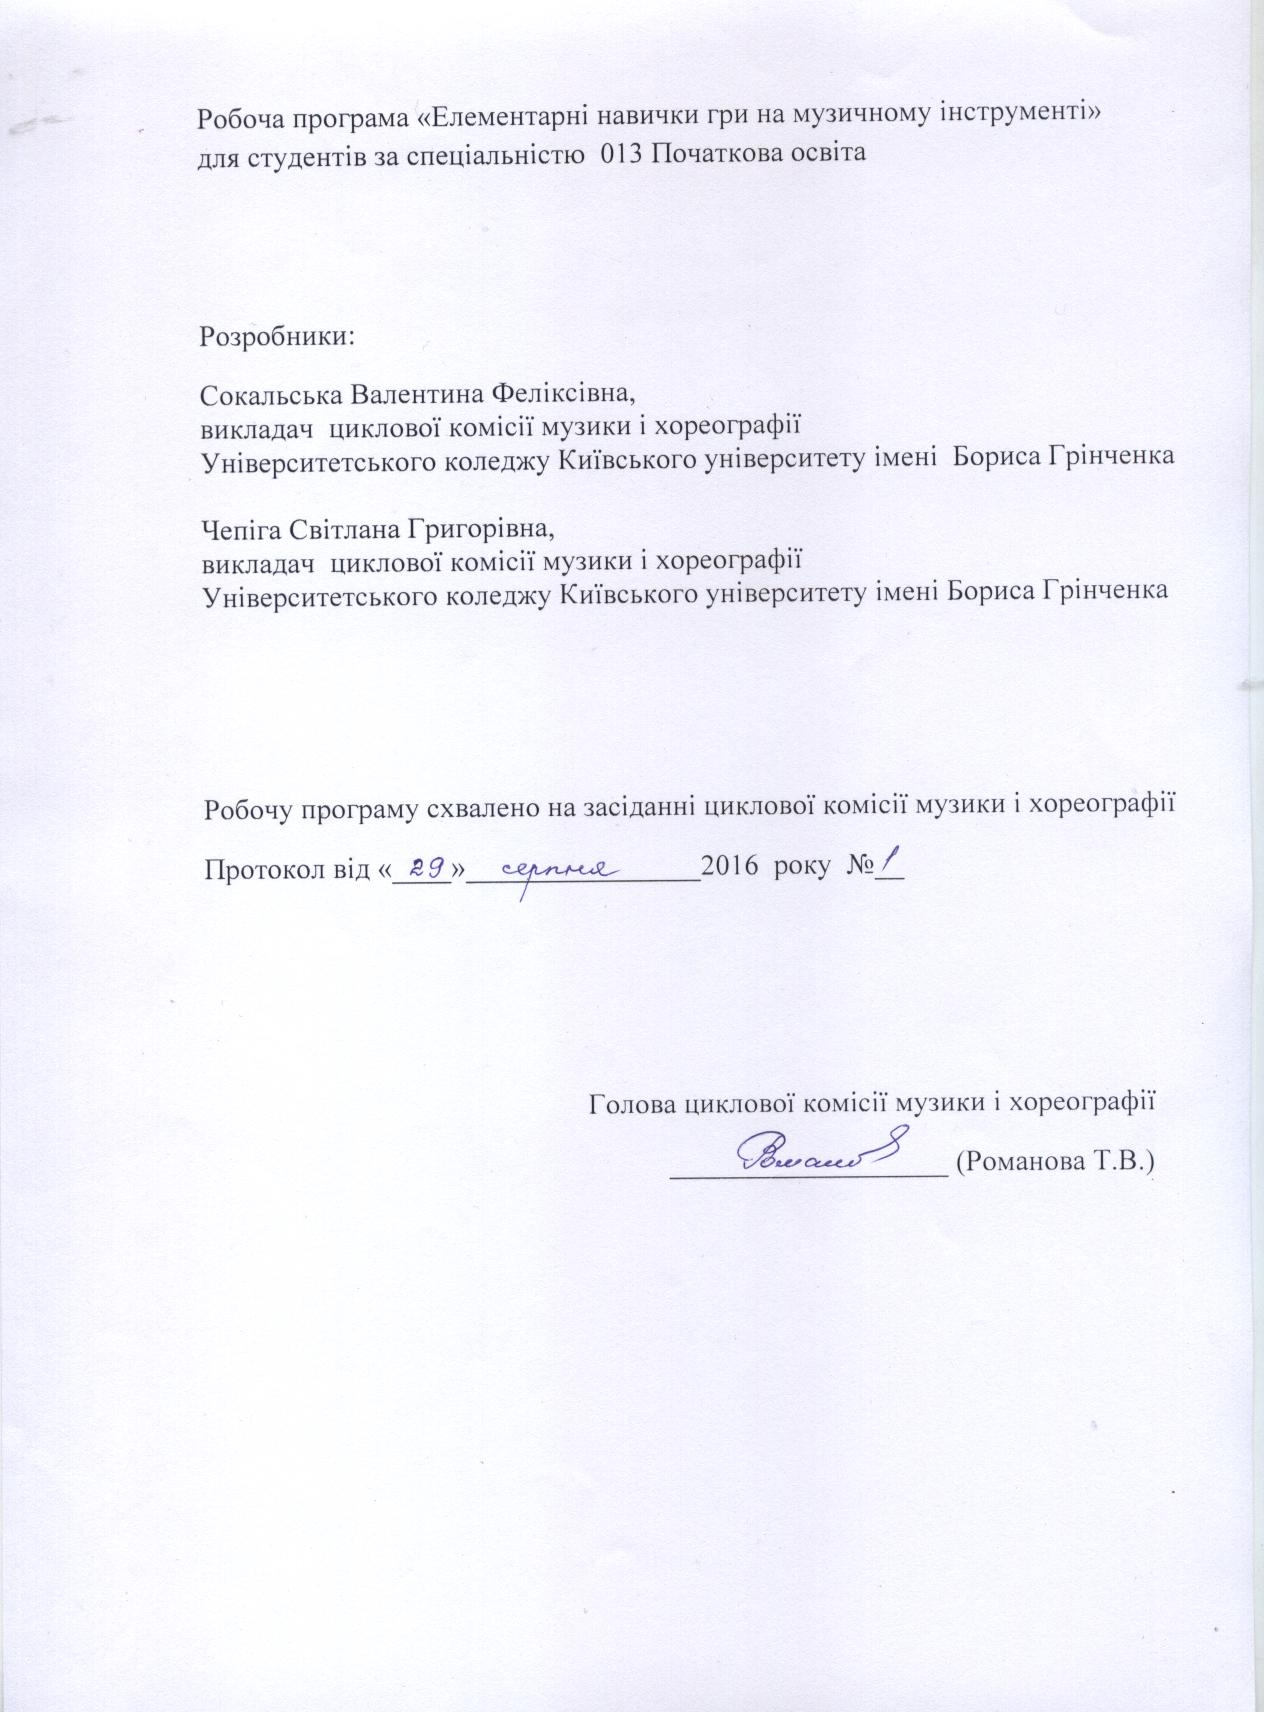 Робоча програма «Елементарні навички гри на музичному інструменті»
для студентів за спеціальністю 013 Початкова освіта
Розробники:
Сокальська Валентина Феліксівна,
викладач циклової комісії музики і хореографії
Університетського коледжу Київського університету імені Бориса Грінченка
Чепіга Світлана Григорівна,
викладач циклової комісії музики і хореографії
Університетського коледжу Київського університету імені Бориса Грінченка
Робочу програму схвалено на засіданні циклової комісії музики і хореографії
Протокол від «29» серпня 2016 року № 1
Голова циклової комісії музики і хореографії
(Романова Т.В.)